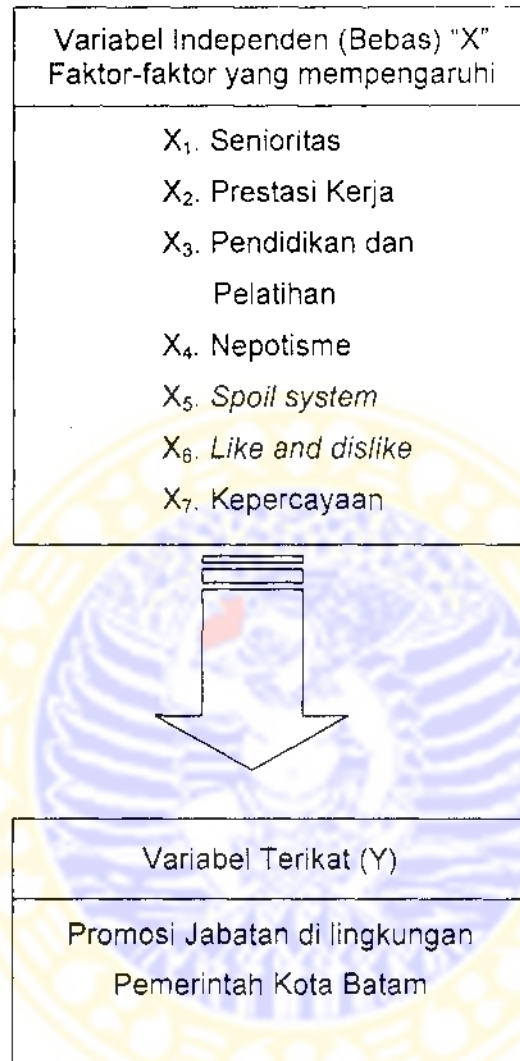 Variabel Independen (Bebas) "X"
Faktor-faktor yang mempengaruhi
X₁. Senioritas
X₂. Prestasi Kerja
X₃. Pendidikan dan
Pelatihan
X₄. Nepotisme
X₅. Spoil system
X₆. Like and dislike
X₇. Kepercayaan
Variabel Terikat (Y)
Promosi Jabatan di lingkungan
Pemerintah Kota Batam